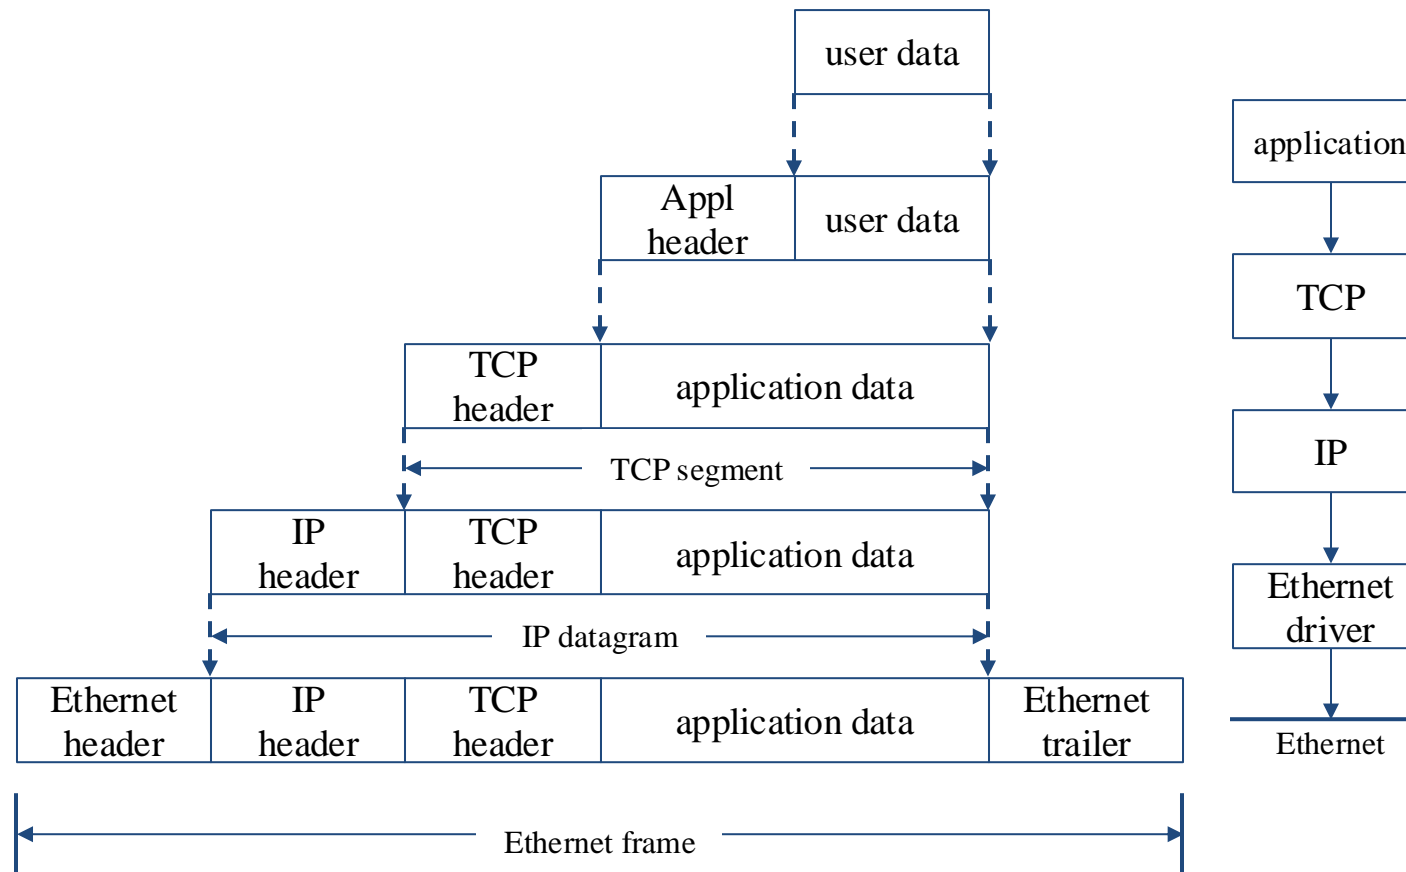 user data
Appl
header
user data
TCP
header
application data
TCP segment
IP
header
TCP
header
application data
IP datagram
Ethernet
header
IP
header
TCP
header
application data
Ethernet
trailer
Ethernet frame
application
TCP
IP
Ethernet
driver
Ethernet